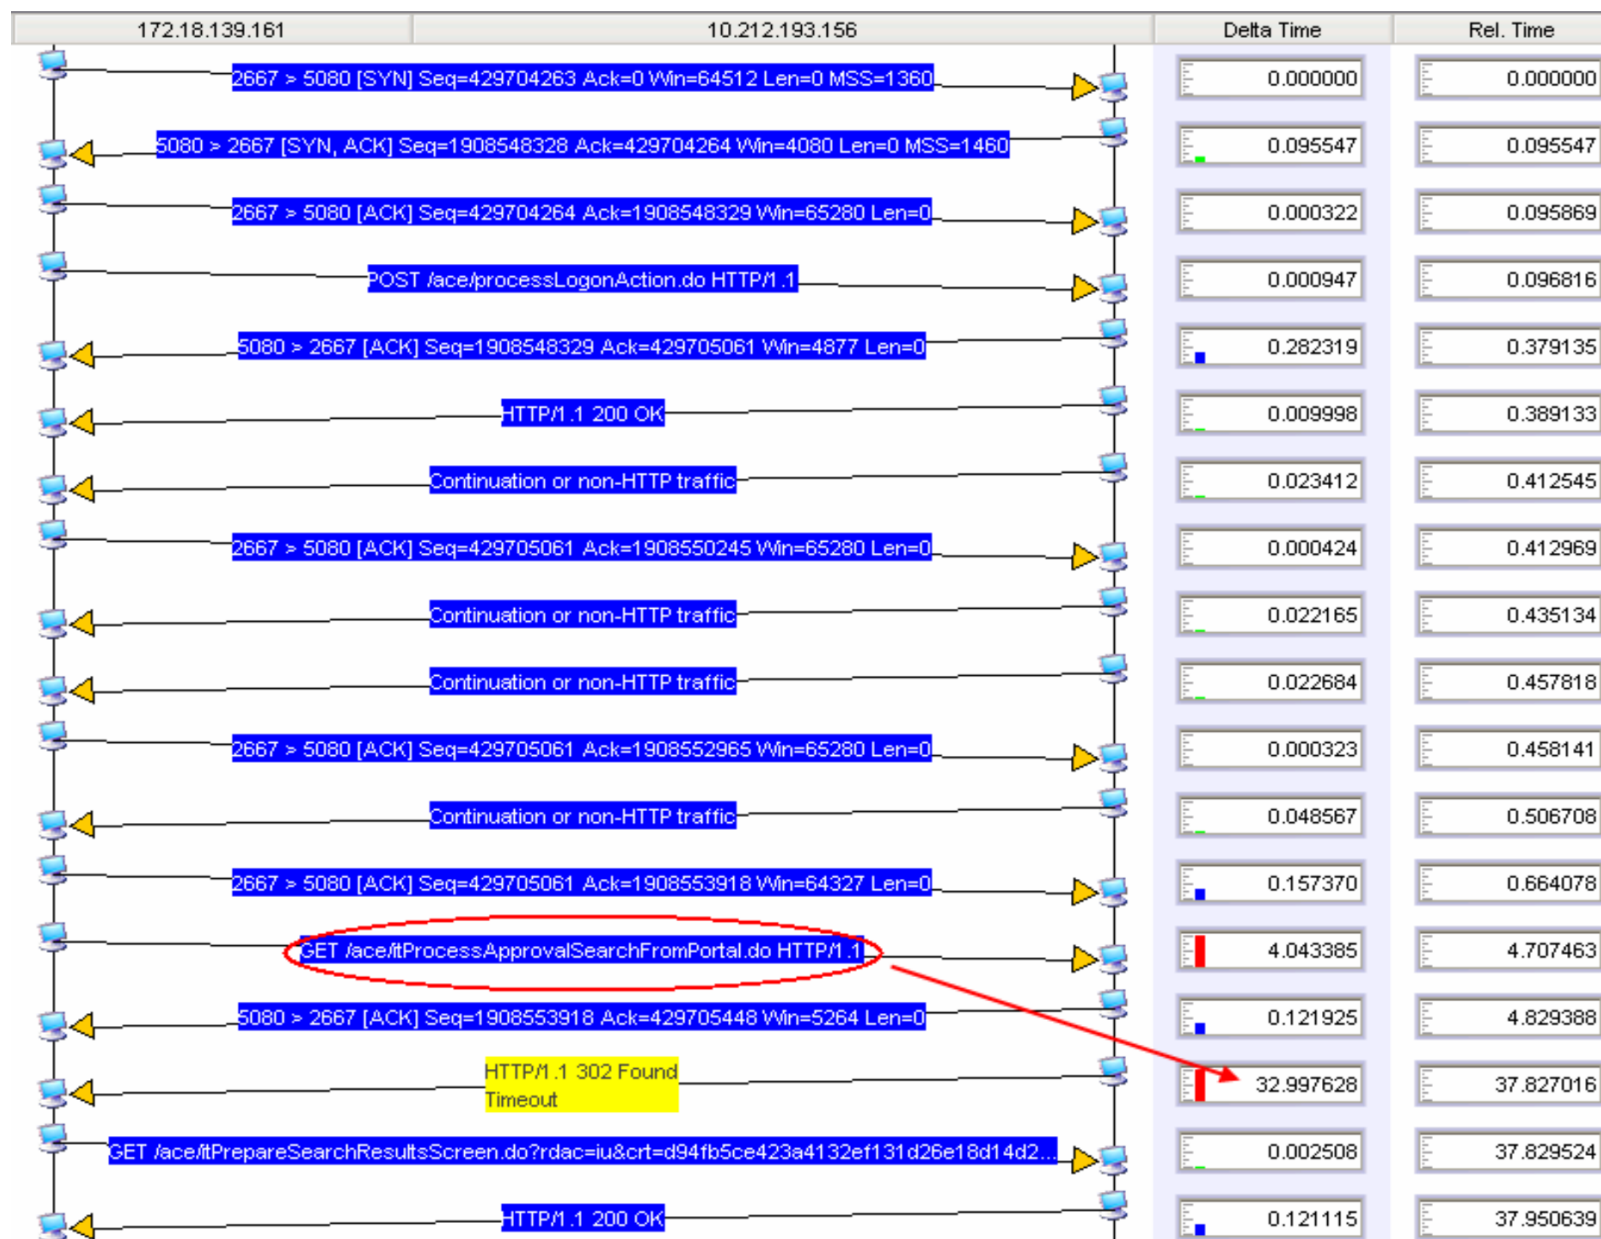 172.18.139.161 10.212.193.156 Delta Time Rel. Time
2667 > 5080 [SYN] Seq=429704263 Ack=0 Win=64512 Len=0 MSS=1360 0.000000 0.000000
5080 > 2667 [SYN, ACK] Seq=1908548328 Ack=429704264 Win=4080 Len=0 MSS=1460 0.095547 0.095547
2667 > 5080 [ACK] Seq=429704264 Ack=1908548329 Win=65280 Len=0 0.000322 0.095869
POST /ace/processLogonAction.do HTTP/1.1 0.000947 0.096816
5080 > 2667 [ACK] Seq=1908548329 Ack=429705061 Win=4877 Len=0 0.282319 0.379135
HTTP/1.1 200 OK 0.009998 0.389133
Continuation or non-HTTP traffic 0.023412 0.412545
2667 > 5080 [ACK] Seq=429705061 Ack=1908550245 Win=65280 Len=0 0.000424 0.412969
Continuation or non-HTTP traffic 0.022165 0.435134
Continuation or non-HTTP traffic 0.022684 0.457818
2667 > 5080 [ACK] Seq=429705061 Ack=1908552965 Win=65280 Len=0 0.000323 0.458141
Continuation or non-HTTP traffic 0.048567 0.506708
2667 > 5080 [ACK] Seq=429705061 Ack=1908553918 Win=64327 Len=0 0.157370 0.664078
GET /ace/itProcessApprovalSearchFromPortal.do HTTP/1.1 4.043385 4.707463
5080 > 2667 [ACK] Seq=1908553918 Ack=429705448 Win=5264 Len=0 0.121925 4.829388
HTTP/1.1 302 Found 32.997628 37.827016
Timeout
GET /ace/itPrepareSearchResultsScreen.do?rdac=iu&crt=d94fb5ce423a4132ef131d26e18d14d2... 0.002508 37.829524
HTTP/1.1 200 OK 0.121115 37.950639